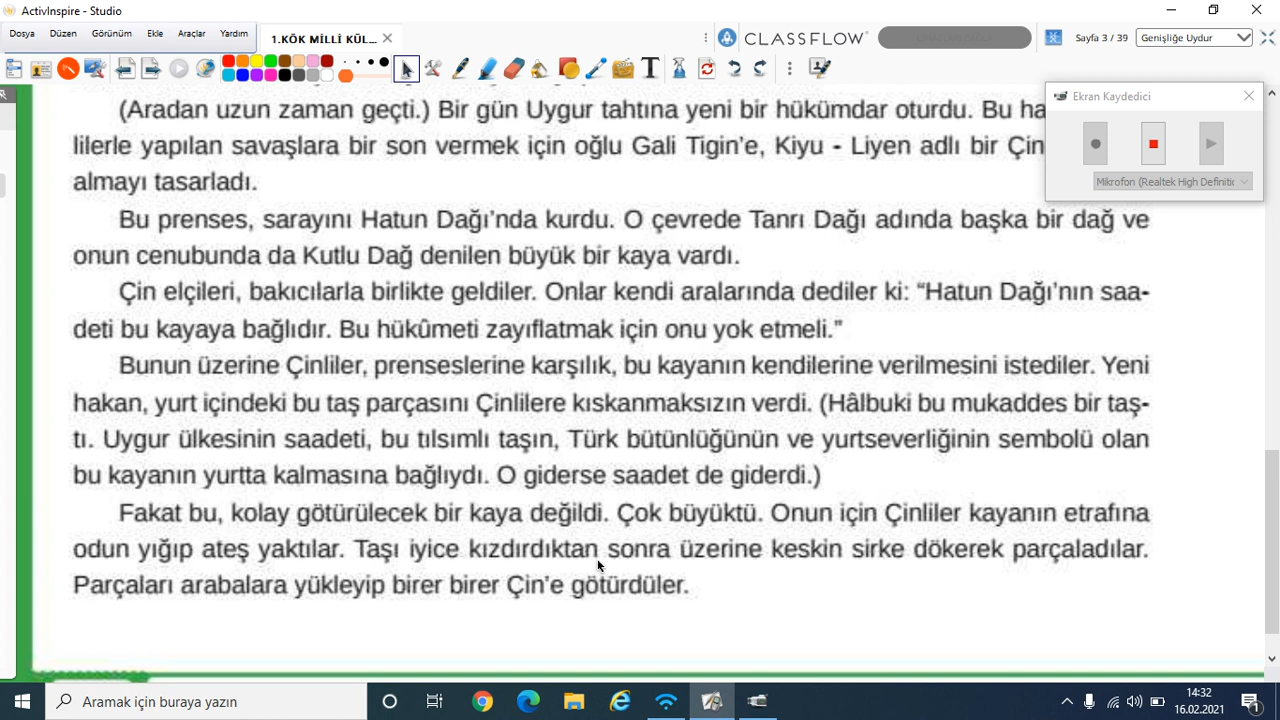 ActivInspire - Studio
Dosya Düzen Görünüm Ekle Araçlar Yardım
1.KÖK MİLLİ KÜL...
CLASSFLOW
Sayfa 3 / 39
Genişliğe Uydur
Ekran Kaydedici
Mikrofon (Realtek High Definitic
(Aradan uzun zaman geçti.) Bir gün Uygur tahtına yeni bir hükümdar oturdu. Bu ha
lilerle yapılan savaşlara bir son vermek için oğlu Gali Tigin'e, Kiyu - Liyen adlı bir Çin
almayı tasarladı.
Bu prenses, sarayını Hatun Dağı'nda kurdu. O çevrede Tanrı Dağı adında başka bir dağ ve
onun cenubunda da Kutlu Dağ denilen büyük bir kaya vardı.
Çin elçileri, bakıcılarla birlikte geldiler. Onlar kendi aralarında dediler ki: “Hatun Dağı'nın saa-
deti bu kayaya bağlıdır. Bu hükûmeti zayıflatmak için onu yok etmeli.”
Bunun üzerine Çinliler, prenseslerine karşılık, bu kayanın kendilerine verilmesini istediler. Yeni
hakan, yurt içindeki bu taş parçasını Çinlilere kıskanmaksızın verdi. (Hâlbuki bu mukaddes bir taş-
tı. Uygur ülkesinin saadeti, bu tılsımlı taşın, Türk bütünlüğünün ve yurtseverliğinin sembolü olan
bu kayanın yurtta kalmasına bağlıydı. O giderse saadet de giderdi.)
Fakat bu, kolay götürülecek bir kaya değildi. Çok büyüktü. Onun için Çinliler kayanın etrafına
odun yığıp ateş yaktılar. Taşı iyice kızdırdıktan sonra üzerine keskin sirke dökerek parçaladılar.
Parçaları arabalara yükleyip birer birer Çin'e götürdüler.
Aramak için buraya yazın
14:32
16.02.2021
1